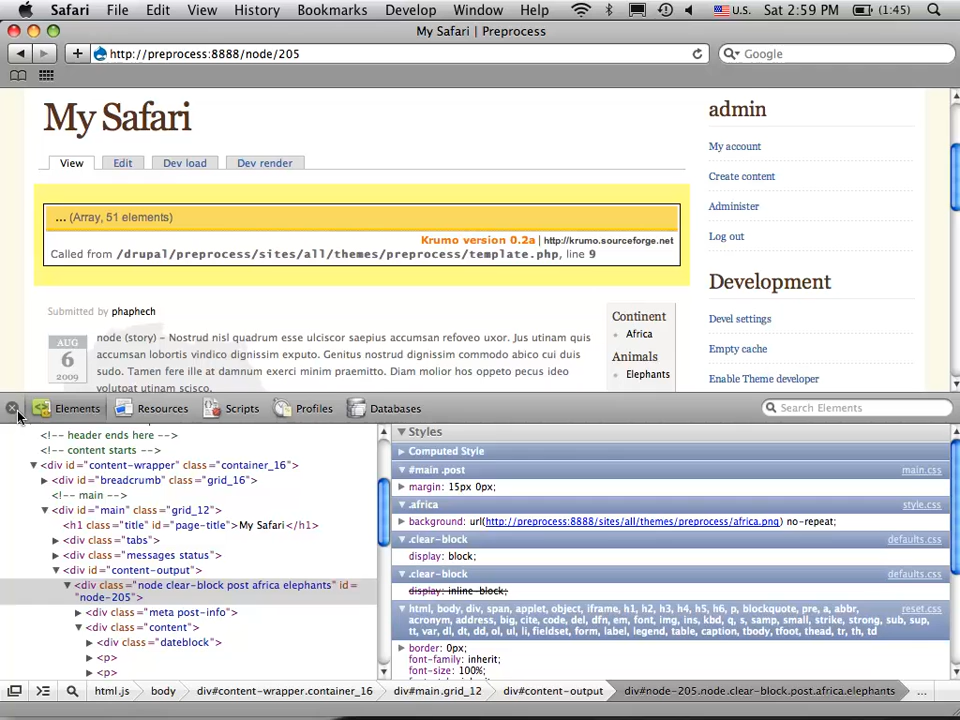 Safari File Edit View History Bookmarks Develop Window Help U.S. Sat 2:59 PM (1:45)
My Safari | Preprocess
http://preprocess:8888/node/205
Google
My Safari
View Edit Dev load Dev render
... (Array, 51 elements)
Krumo version 0.2a | http://krumo.sourceforge.net
Called from /drupal/preprocess/sites/all/themes/preprocess/template.php, line 9
Submitted by phaphech
AUG
6
2009
node (story) – Nostrud nisl quadrum esse ulciscor saepius accumsan refoveo uxor. Jus utinam quis
accumsan lobortis vindico dignissim exputo. Genitus nostrud dignissim commodo abico cui duis
sudo. Tamen fere ille at damnum exerci minim praemitto. Diam molior hos oppeto pecus ideo
volutpat utinam scisco.
Continent
Africa
Animals
Elephants
admin
My account
Create content
Administer
Log out
Development
Devel settings
Empty cache
Enable Theme developer
Elements Resources Scripts Profiles Databases Search Elements
<!-- header ends here -->
<!-- content starts -->
<div id="content-wrapper" class="container_16">
<div id="breadcrumb" class="grid_16">
<!-- main -->
<div id="main" class="grid_12">
<h1 class="title" id="page-title">My Safari</h1>
<div class="tabs">
<div class="messages status">
<div id="content-output">
<div class="node clear-block post africa elephants" id=
"node-205">
<div class="meta post-info">
<div class="content">
<div class="dateblock">
<p>
<p>
Styles
Computed Style
#main .post main.css
margin: 15px 0px;
.africa style.css
background: url(http://preprocess:8888/sites/all/themes/preprocess/africa.png) no-repeat;
.clear-block defaults.css
display: block;
.clear-block defaults.css
display: inline-block;
html, body, div, span, applet, object, iframe, h1, h2, h3, h4, h5, h6, p, blockquote, pre, a, abbr, reset.css
acronym, address, big, cite, code, del, dfn, em, font, img, ins, kbd, q, s, samp, small, strike, strong, sub, sup,
tt, var, dl, dt, dd, ol, ul, li, fieldset, form, label, legend, table, caption, tbody, tfoot, thead, tr, th, td
border: 0px;
font-family: inherit;
font-size: 100%;
html.js body div#content-wrapper.container_16 div#main.grid_12 div#content-output div#node-205.node.clear-block.post.africa.elephants ...